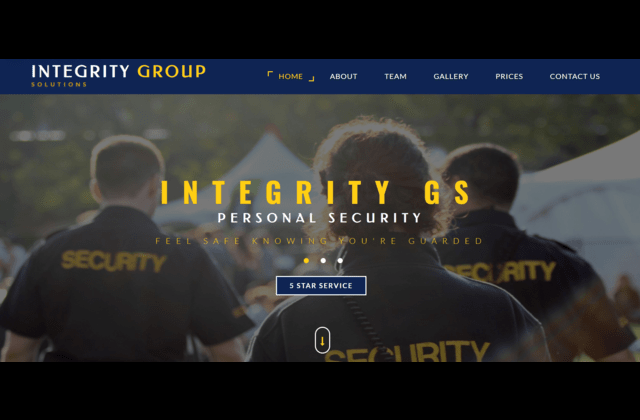 INTEGRITY GROUP
SOLUTIONS
HOME ABOUT TEAM GALLERY PRICES CONTACT US
INTEGRITY GS
PERSONAL SECURITY
FEEL SAFE KNOWING YOU'RE GUARDED
SECURITY
SECURITY
5 STAR SERVICE
SECURITY